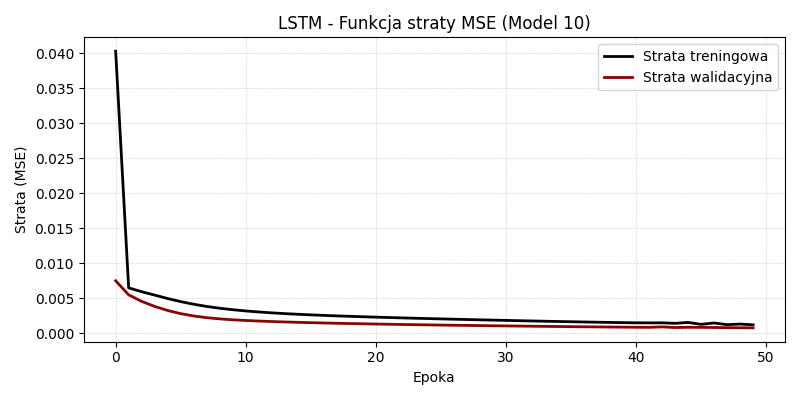 LSTM - Funkcja straty MSE (Model 10)
Strata treningowa
Strata walidacyjna
Strata (MSE)
0.040
0.035
0.030
0.025
0.020
0.015
0.010
0.005
0.000
0 10 20 30 40 50
Epoka